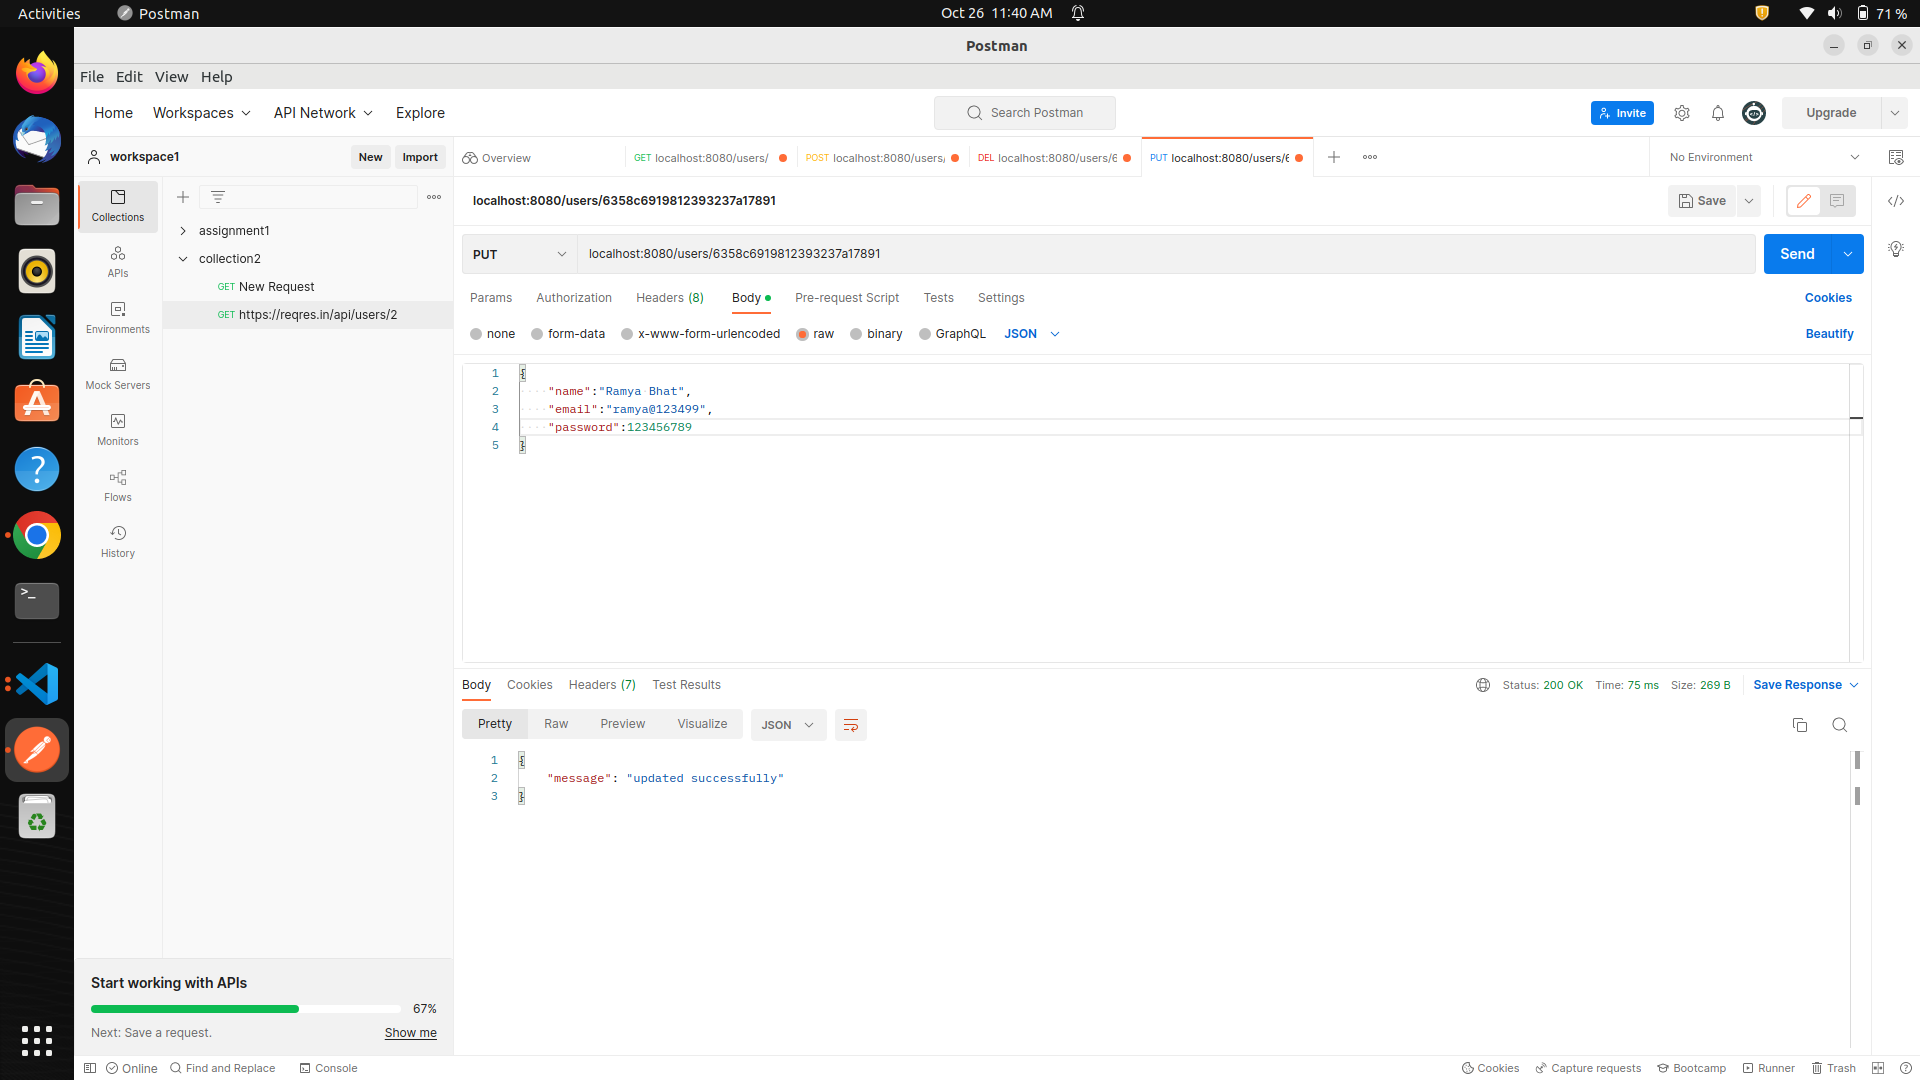 Activities Postman Oct 26 11:40 AM 71 %
Postman
File Edit View Help
Home Workspaces API Network Explore Search Postman Invite Upgrade
workspace1 New Import Overview GET localhost:8080/users/ POST localhost:8080/users, DEL localhost:8080/users/6 PUT localhost:8080/users/6 No Environment
Collections
APIs
Environments
Mock Servers
Monitors
Flows
History
assignment1
collection2
GET New Request
GET https://reqres.in/api/users/2
localhost:8080/users/6358c6919812393237a17891 Save
PUT localhost:8080/users/6358c6919812393237a17891 Send
Params Authorization Headers (8) Body Pre-request Script Tests Settings Cookies
none form-data x-www-form-urlencoded raw binary GraphQL JSON Beautify
1 {
2 "name":"Ramya Bhat",
3 "email":"ramya@123499",
4 "password":123456789
5 }
Body Cookies Headers (7) Test Results Status: 200 OK Time: 75 ms Size: 269 B Save Response
Pretty Raw Preview Visualize JSON
1 {
2 "message": "updated successfully"
3 }
Start working with APIs
67%
Next: Save a request. Show me
Online Find and Replace Console Cookies Capture requests Bootcamp Runner Trash